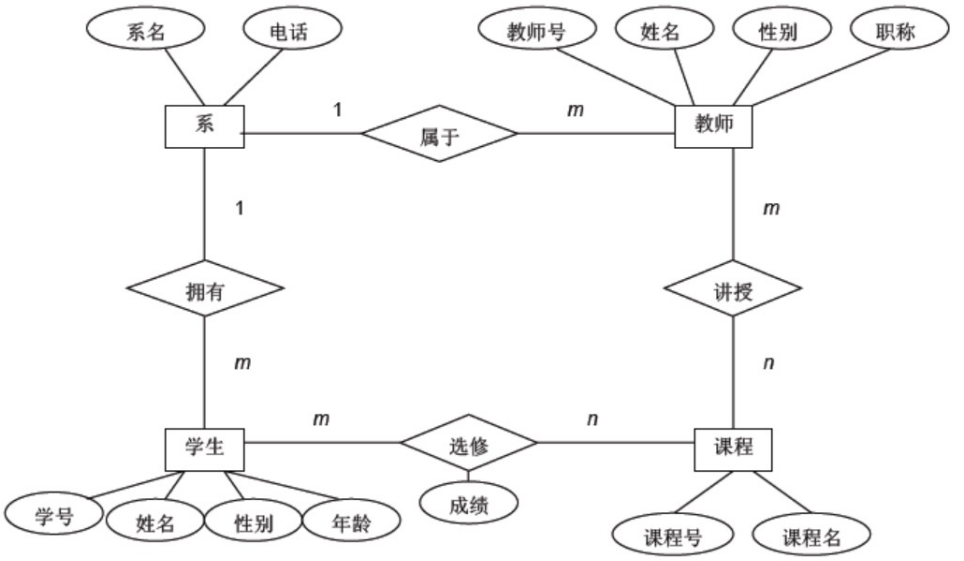 系名
电话
教师号
姓名
性别
职称
系
1
属于
m
教师
1
m
拥有
讲授
m
n
学生
m
选修
n
课程
学号
姓名
性别
年龄
成绩
课程号
课程名